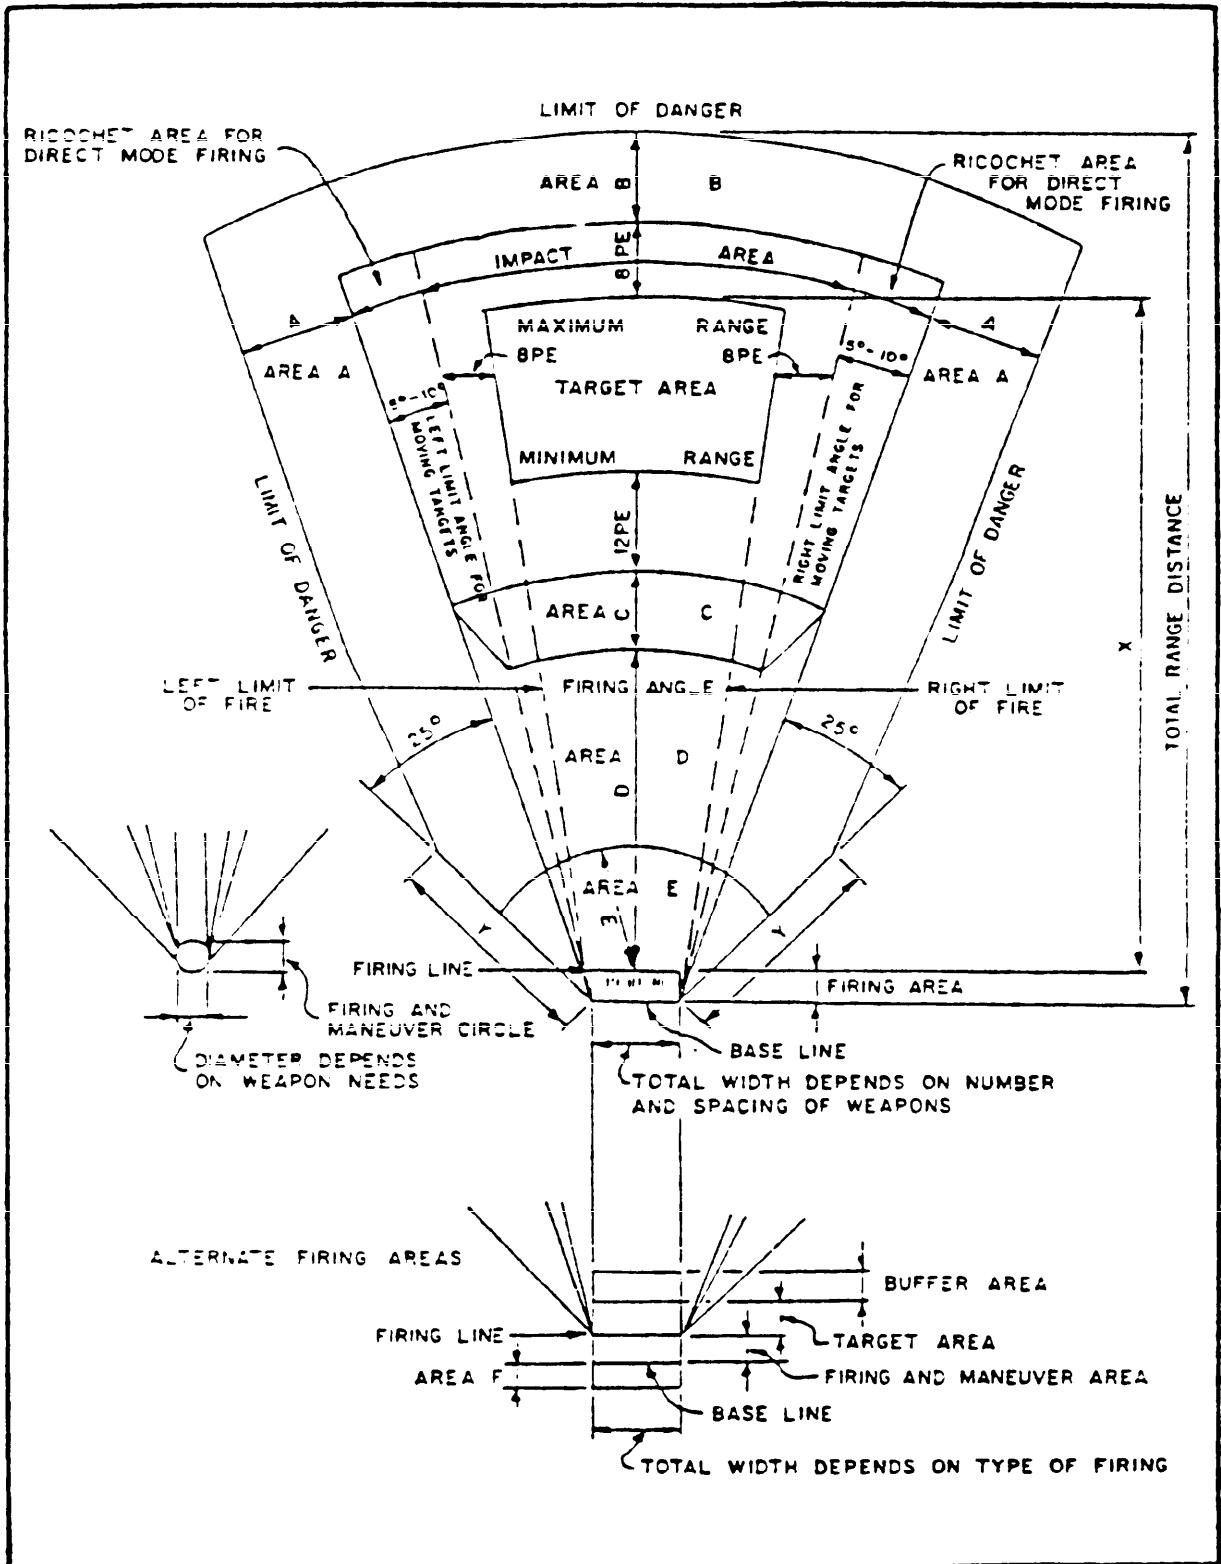 LIMIT OF DANGER
RICOCHET AREA FOR
DIRECT MODE FIRING
RICOCHET AREA
FOR DIRECT
MODE FIRING
AREA B B
8 PE
IMPACT AREA
A
A
MAXIMUM RANGE
8PE
8PE
5°-10°
AREA A
AREA A
TARGET AREA
5°-10°
LEFT LIMIT ANGLE FOR
MOVING TARGETS
RIGHT LIMIT ANGLE FOR
MOVING TARGETS
MINIMUM RANGE
LIMIT OF DANGER
LIMIT OF DANGER
12PE
TOTAL RANGE DISTANCE
X
AREA C C
LEFT LIMIT
OF FIRE
FIRING ANGLE
RIGHT LIMIT
OF FIRE
25°
25°
AREA D
D
AREA E
E
Y
Y
FIRING LINE
FIRING AREA
FIRING AND
MANEUVER CIRCLE
BASE LINE
DIAMETER DEPENDS
ON WEAPON NEEDS
TOTAL WIDTH DEPENDS ON NUMBER
AND SPACING OF WEAPONS
ALTERNATE FIRING AREAS
BUFFER AREA
FIRING LINE
TARGET AREA
AREA F
FIRING AND MANEUVER AREA
BASE LINE
TOTAL WIDTH DEPENDS ON TYPE OF FIRING